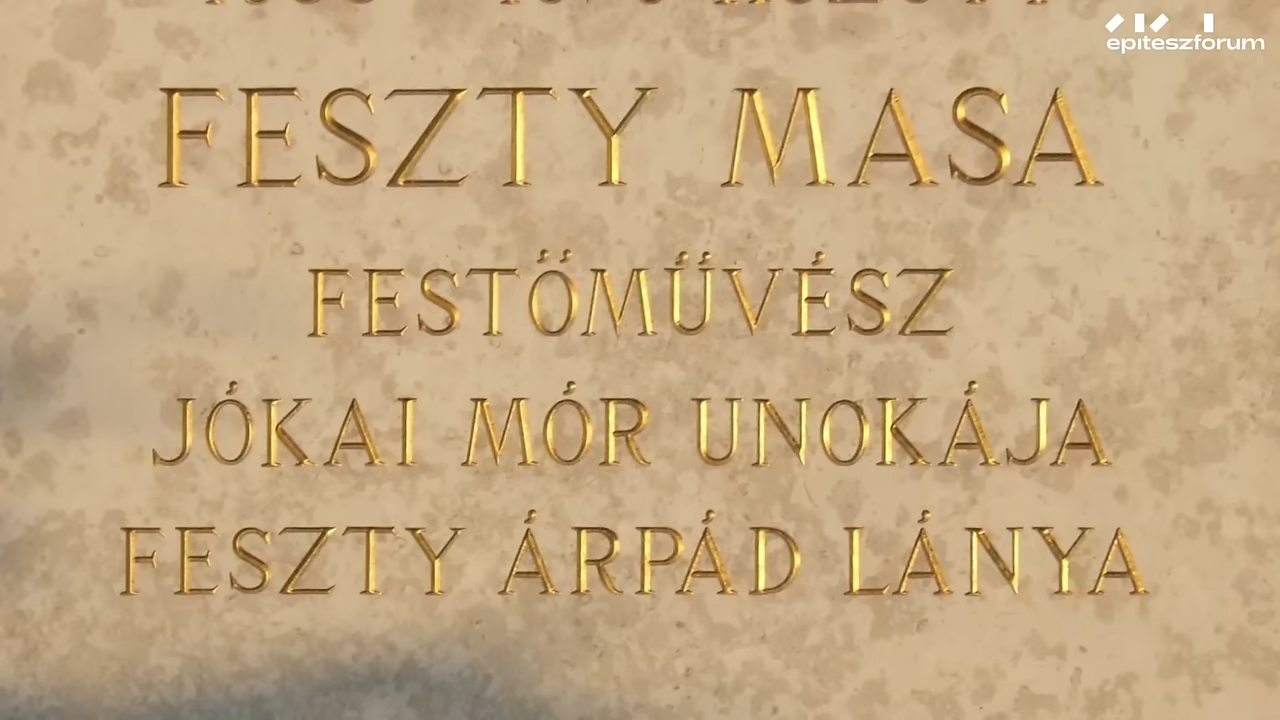 epiteszforum
FESZTY MASA
FESTŐMŰVÉSZ
JÓKAI MÓR UNOKÁJA
FESZTY ÁRPÁD LÁNYA